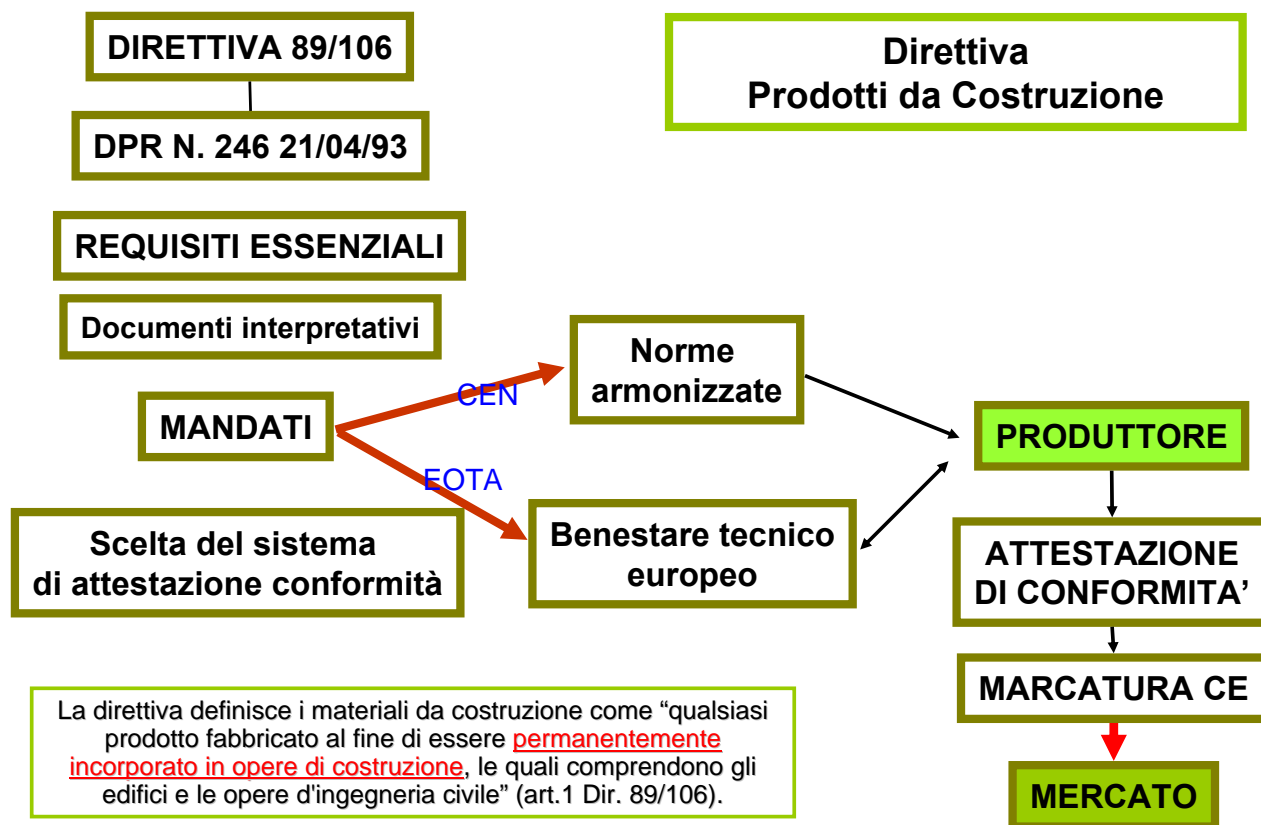 DIRETTIVA 89/106
Direttiva
Prodotti da Costruzione
DPR N. 246 21/04/93
REQUISITI ESSENZIALI
Documenti interpretativi
MANDATI
CEN
EOTA
Norme
armonizzate
Benestare tecnico
europeo
Scelta del sistema
di attestazione conformità
PRODUTTORE
ATTESTAZIONE
DI CONFORMITA’
MARCATURA CE
MERCATO
La direttiva definisce i materiali da costruzione come “qualsiasi
prodotto fabbricato al fine di essere permanentemente
incorporato in opere di costruzione, le quali comprendono gli
edifici e le opere d'ingegneria civile” (art.1 Dir. 89/106).